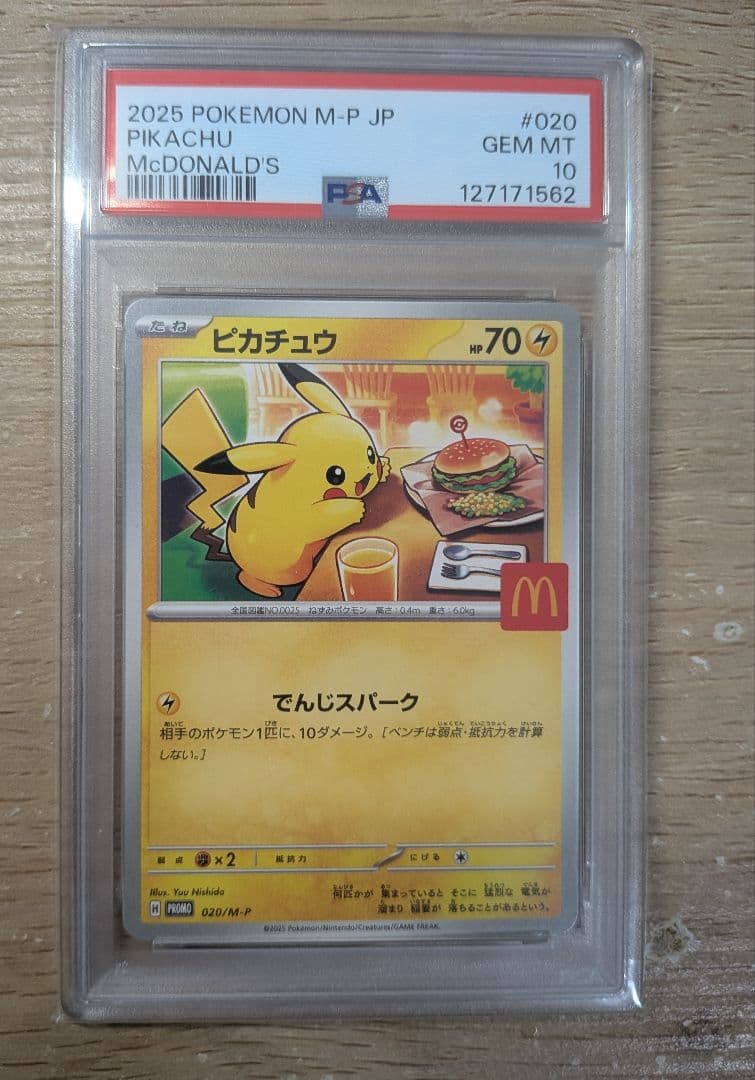 2025 POKEMON M-P JP #020
PIKACHU GEM MT
McDONALD'S 10
PSA 127171562
たね ピカチュウ HP70
M
全国図鑑NO.0025 ねずみポケモン 高さ:0.4m 重さ:6.0kg
でんじスパーク
相手のポケモン1匹に、10ダメージ。[ベンチは弱点・抵抗力を計算
しない。]
弱点 ×2 抵抗力 にげる
Illus. Yuu Nishida
何匹かが 集まっていると そこに 猛烈な 電気が
溜まり 稲妻が 落ちることがあるという。
PROMO 020/M-P
©2025 Pokémon/Nintendo/Creatures/GAME FREAK.